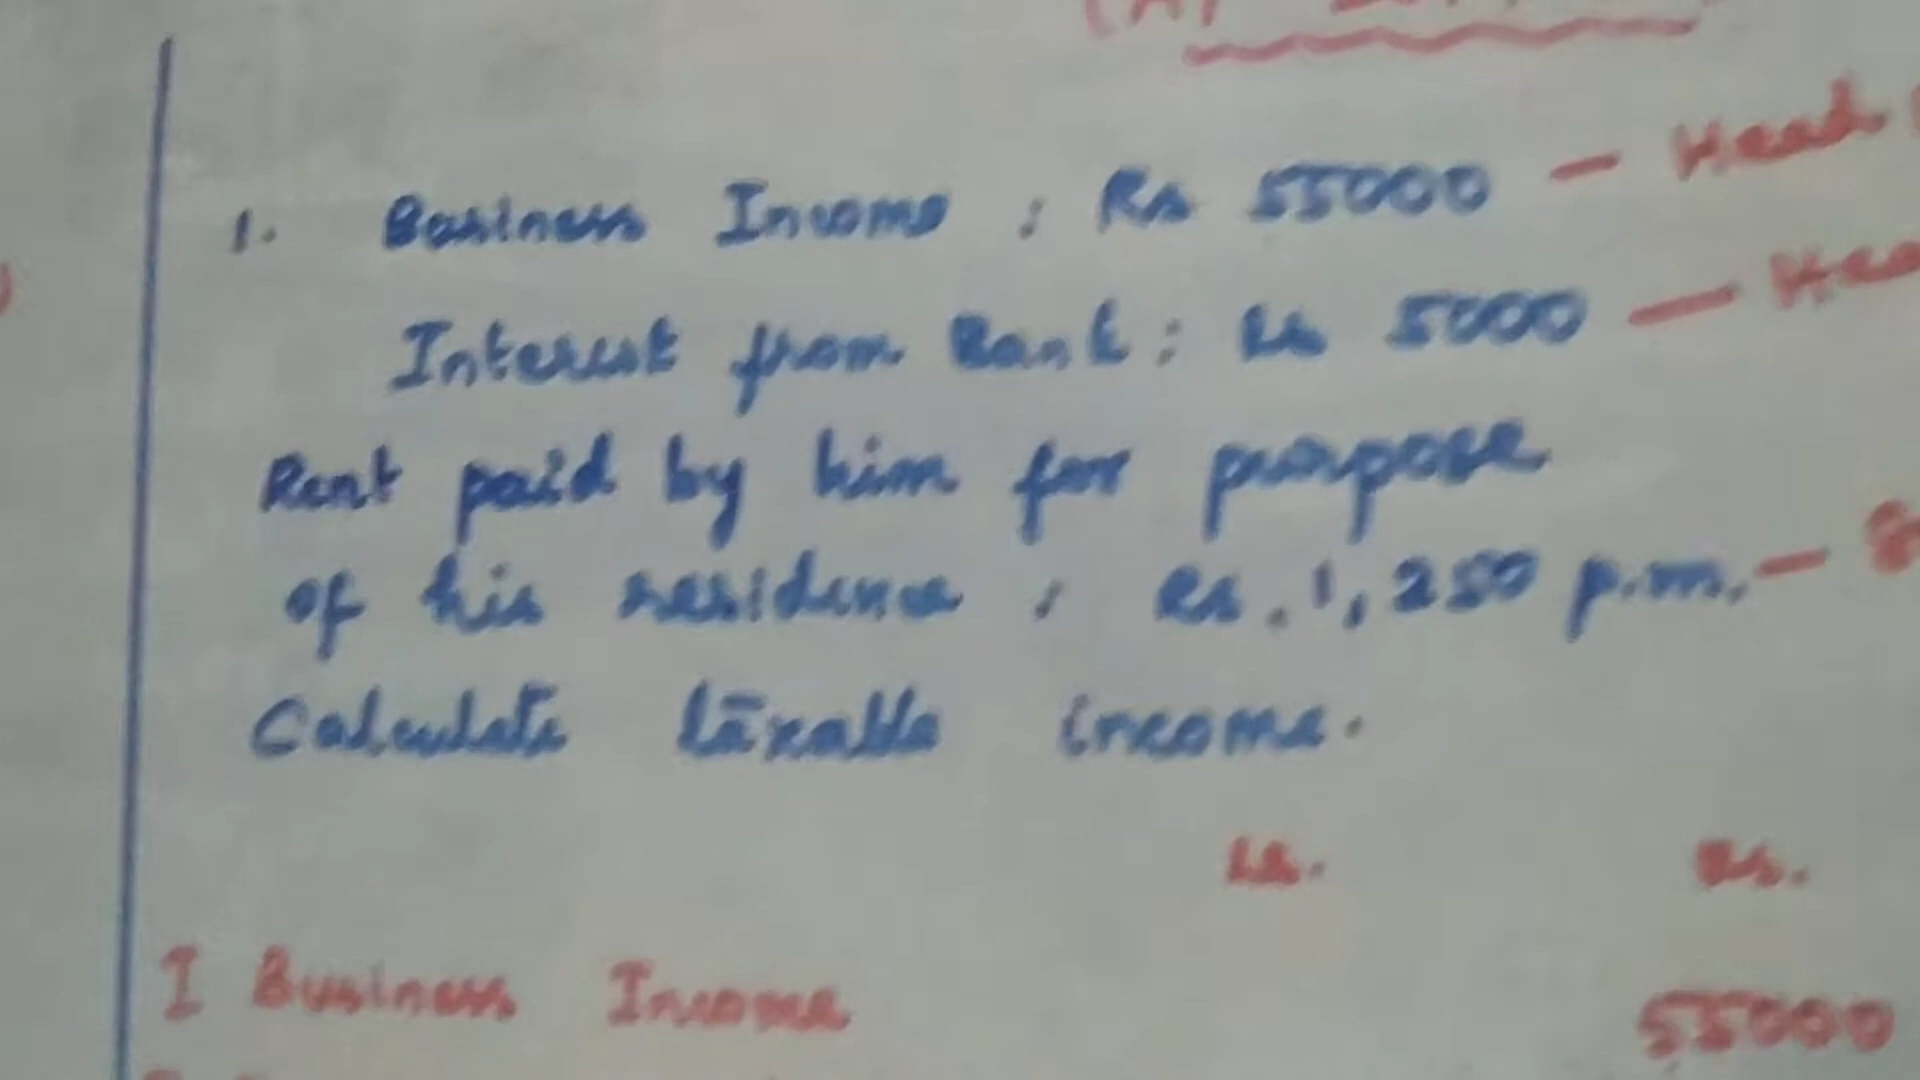 1. Business Income : Rs 55000 — Head
Interest from Bank : Rs 5000 —
Rent paid by him for purpose
of his residence : Rs. 1,250 p.m. —
Calculate taxable income.
Rs. Rs.
I Business Income 55000